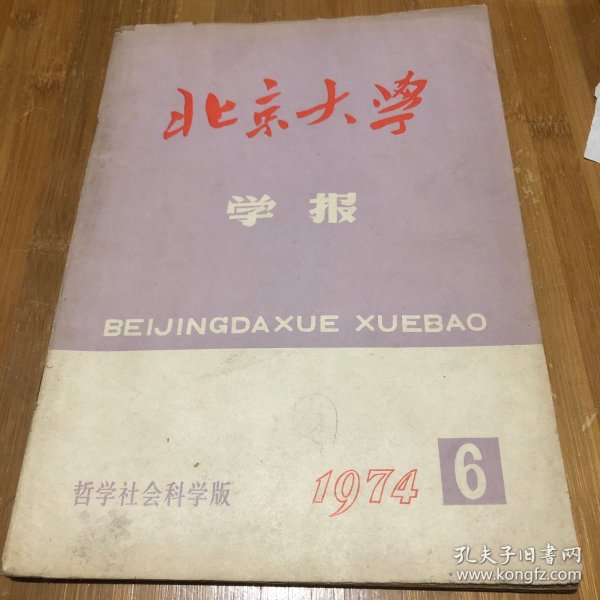 北京大學
学报
BEIJINGDAXUE XUEBAO
哲学社会科学版
1974 6
孔夫子旧书网
www.kongfz.com